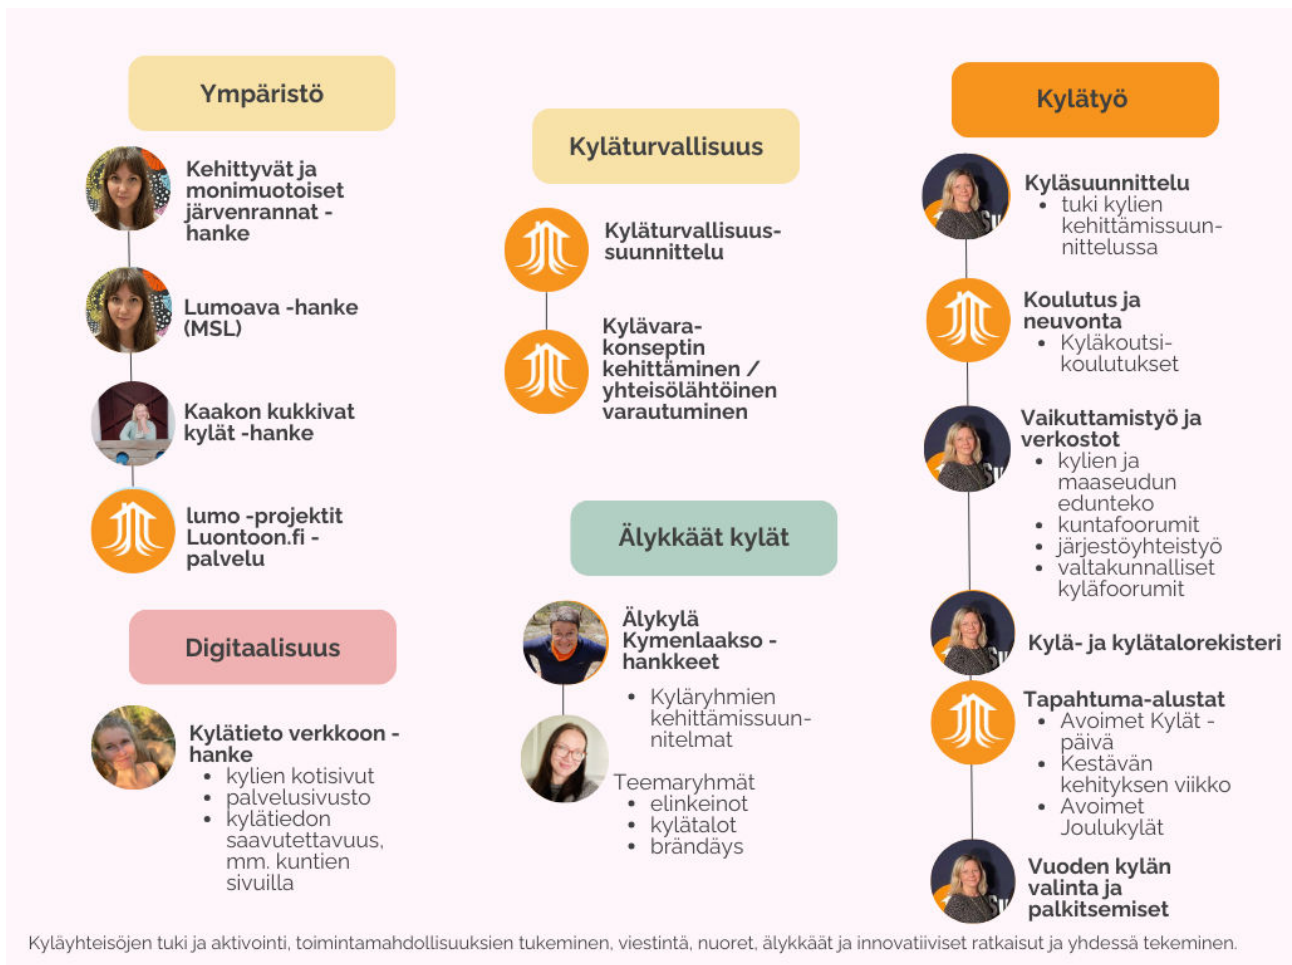 Ympäristö
Kehittyvät ja
monimuotoiset
järvenrannat -
hanke
Lumoava -hanke
(MSL)
Kaakon kukkivat
kylät -hanke
lumo -projektit
Luontoon.fi -
palvelu
Digitaalisuus
Kylätieto verkkoon -
hanke
• kylien kotisivut
• palvelusivusto
• kylätiedon
saavutettavuus,
mm. kuntien
sivuilla
Kyläturvallisuus
Kyläturvallisuus-
suunnittelu
Kylävara-
konseptin
kehittäminen /
yhteisölähtöinen
varautuminen
Älykkäät kylät
Älykylä
Kymenlaakso -
hankkeet
• Kyläryhmien
kehittämissuun-
nitelmat
Teemaryhmät
• elinkeinot
• kylätalot
• brändäys
Kylätyö
Kyläsuunnittelu
• tuki kylien
kehittämissuun-
nittelussa
Koulutus ja
neuvonta
• Kyläkoutsi-
koulutukset
Vaikuttamistyö ja
verkostot
• kylien ja
maaseudun
edunteko
• kuntafoorumit
• järjestöyhteistyö
• valtakunnalliset
kyläfoorumit
Kylä- ja kylätalorekisteri
Tapahtuma-alustat
• Avoimet Kylät -
päivä
• Kestävän
kehityksen viikko
• Avoimet
Joulukylät
Vuoden kylän
valinta ja
palkitsemiset
Kyläyhteisöjen tuki ja aktivointi, toimintamahdollisuuksien tukeminen, viestintä, nuoret, älykkäät ja innovatiiviset ratkaisut ja yhdessä tekeminen.